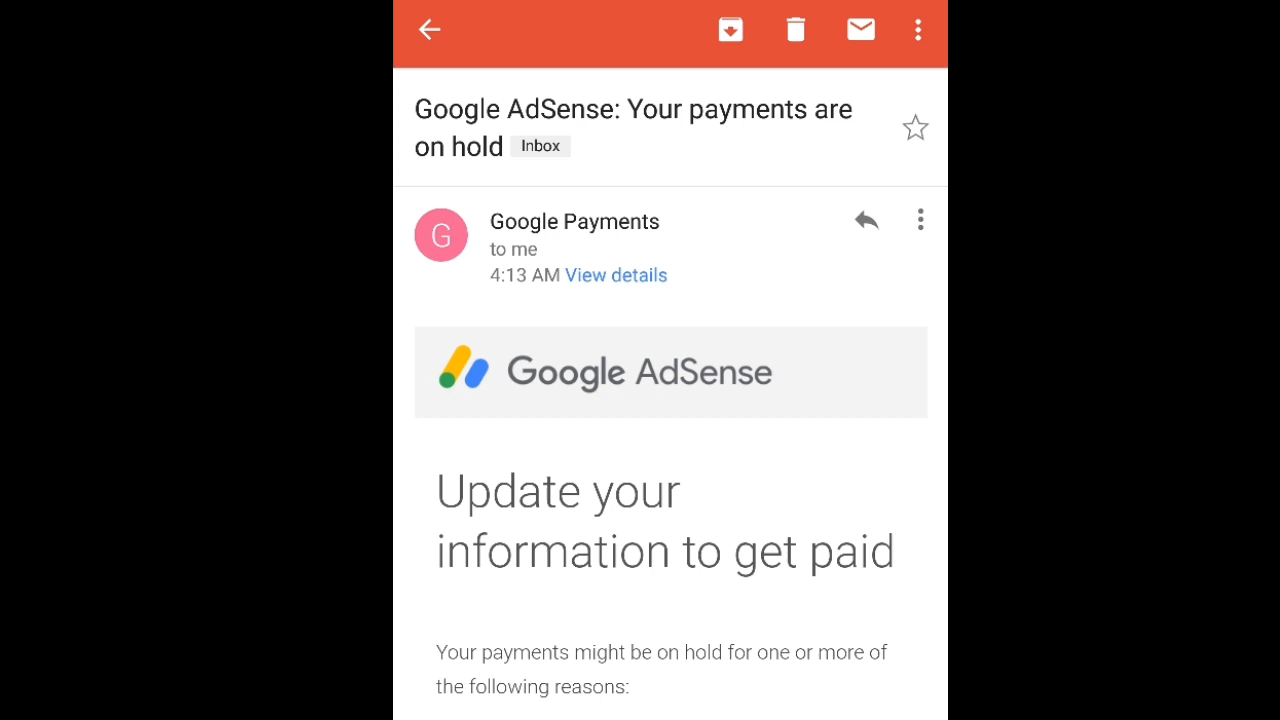 Google AdSense: Your payments are
on hold Inbox
G
Google Payments
to me
4:13 AM View details
Google AdSense
Update your
information to get paid
Your payments might be on hold for one or more of
the following reasons: